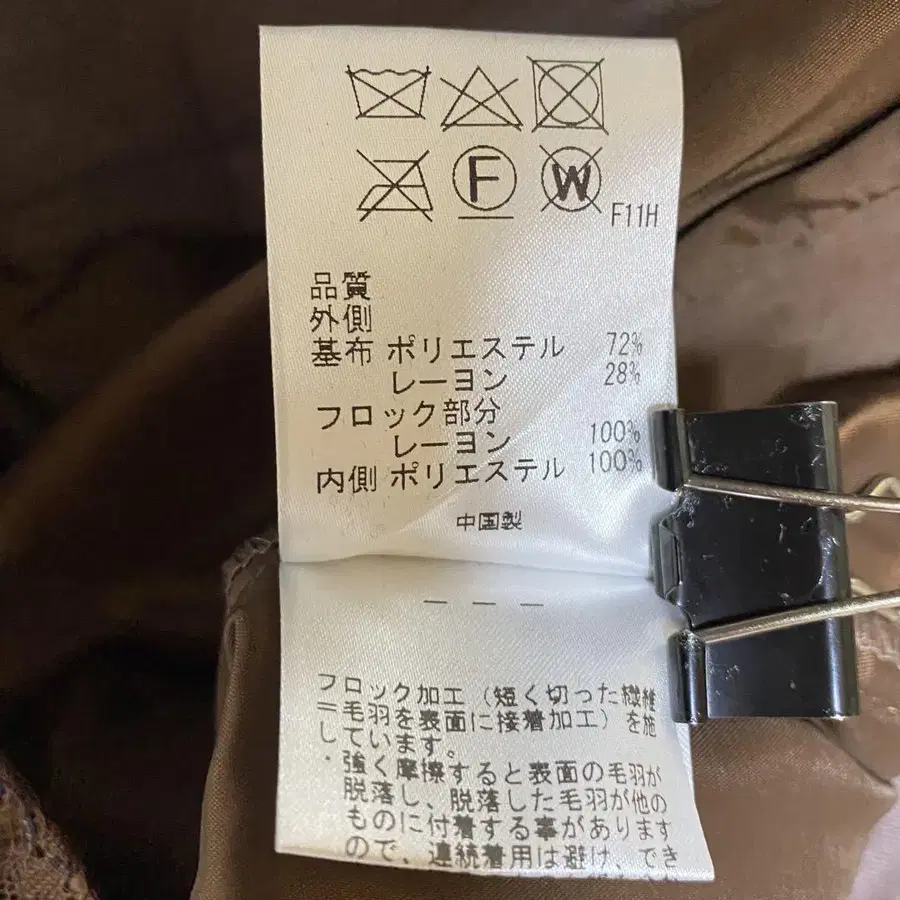 F W F11H
品質
外側
基布 ポリエステル 72%
レーヨン 28%
フロック部分
レーヨン 100%
内側 ポリエステル 100%
中国製
フロック加工（短く切った繊維
＝毛羽を表面に接着加工）を施
しています。
・強く摩擦すると表面の毛羽が
脱落し、脱落した毛羽が他の
ものに付着する事があります
ので、連続着用は避け、でき